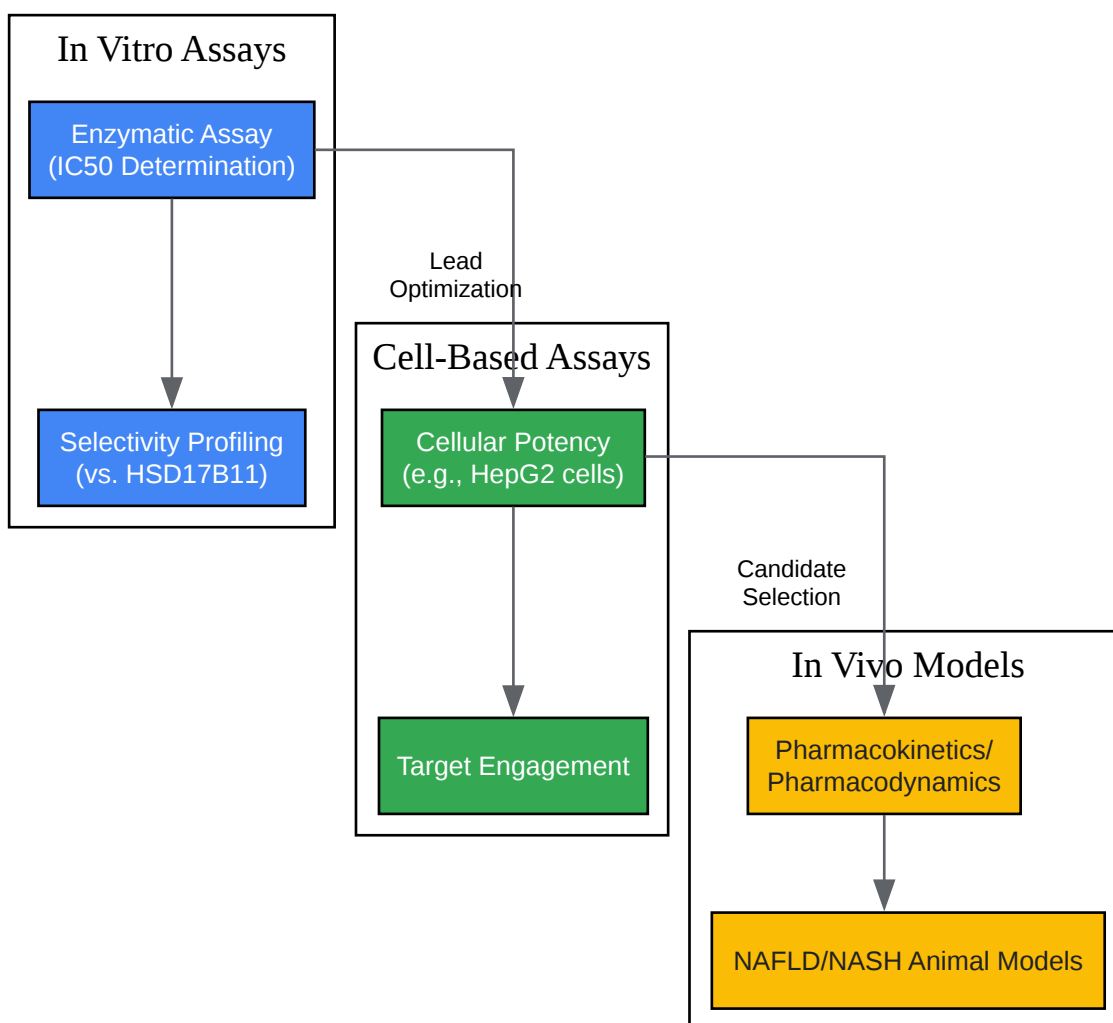 In Vitro Assays
Enzymatic Assay
(IC50 Determination)
Selectivity Profiling
(vs. HSD17B11)
Lead
Optimization
Cell-Based Assays
Cellular Potency
(e.g., HepG2 cells)
Target Engagement
Candidate
Selection
In Vivo Models
Pharmacokinetics/
Pharmacodynamics
NAFLD/NASH Animal Models